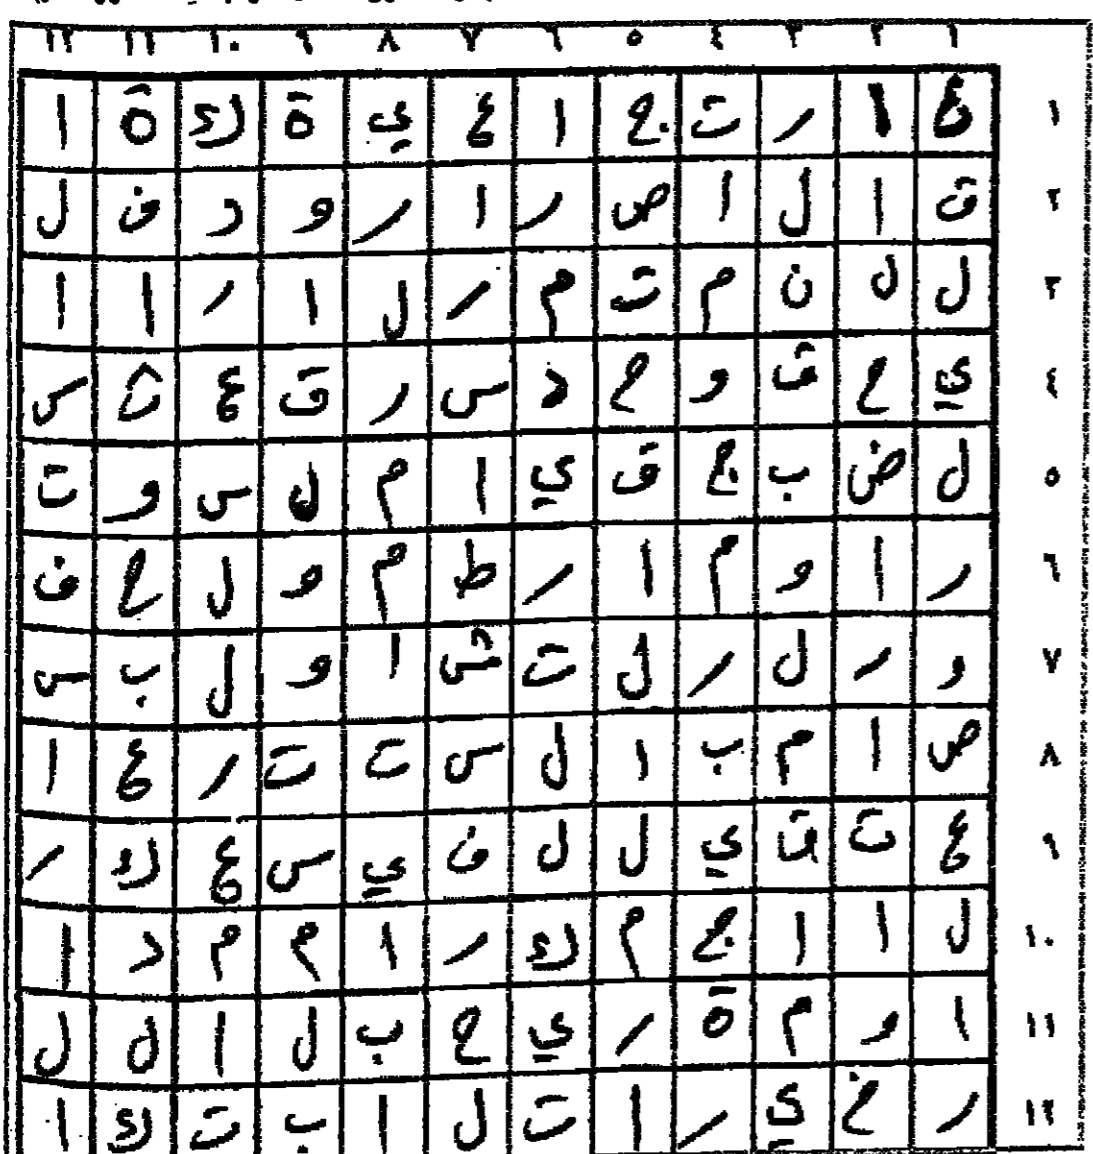 ١ ٢ ٣ ٤ ٥ ٦ ٧ ٨ ٩ ١٠ ١١ ١٢
غ ا ر ت ج ا ع ي ة ك ة ا ١
ق ا ل ا ص ر ا ر و د ف ل ٢
ل ل ن م ت م ر ل ا ر ا ا ٣
ي ح ق و ح د س ر ق ع ث س ٤
ل ض ب ج ق ي ا م ل س و ت ٥
ر ا و م ا ر ط م و ل ح ف ٦
و ر ل ر ل ت ش ا و ل ب س ٧
ص ا م ب ا ل س ت ت ر ع ا ٨
ع ت ق ي ل ل ف ي س ع ك ر ٩
ل ا ا ج م ك ر ا م م د ا ١٠
ا و م ة ر ي ح ب ل ا ل ل ١١
ر خ ي ر ا ت ل ا ب ت ك ا ١٢